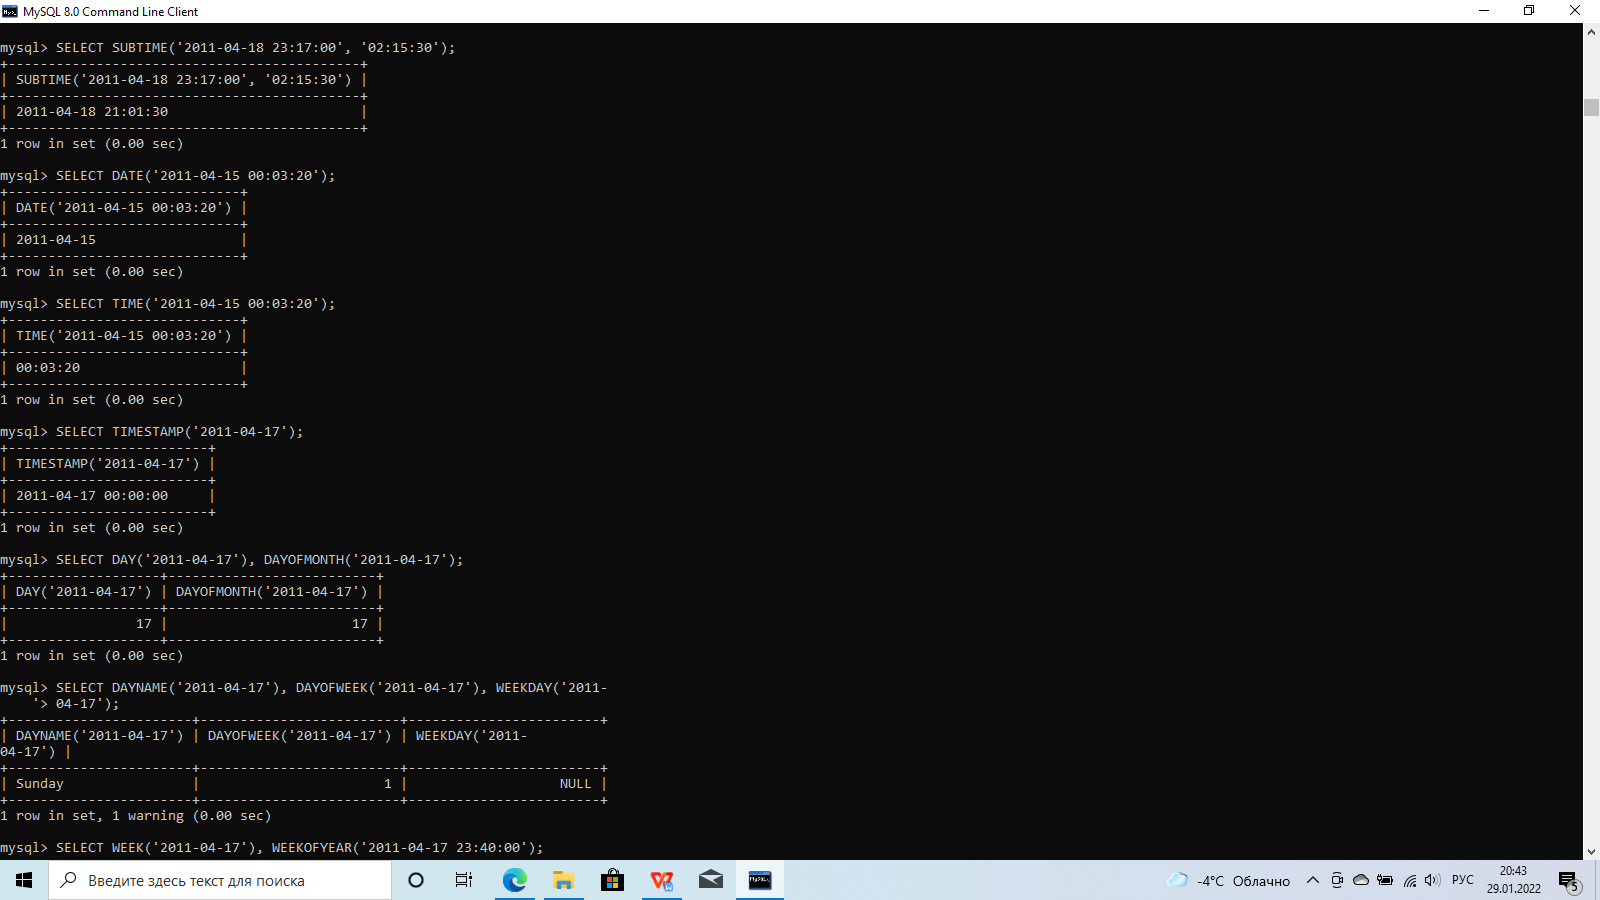 MySQL 8.0 Command Line Client
mysql> SELECT SUBTIME('2011-04-18 23:17:00', '02:15:30');
+--------------------------------------------+
| SUBTIME('2011-04-18 23:17:00', '02:15:30') |
+--------------------------------------------+
| 2011-04-18 21:01:30                        |
+--------------------------------------------+
1 row in set (0.00 sec)
mysql> SELECT DATE('2011-04-15 00:03:20');
+-----------------------------+
| DATE('2011-04-15 00:03:20') |
+-----------------------------+
| 2011-04-15                  |
+-----------------------------+
1 row in set (0.00 sec)
mysql> SELECT TIME('2011-04-15 00:03:20');
+-----------------------------+
| TIME('2011-04-15 00:03:20') |
+-----------------------------+
| 00:03:20                    |
+-----------------------------+
1 row in set (0.00 sec)
mysql> SELECT TIMESTAMP('2011-04-17');
+-------------------------+
| TIMESTAMP('2011-04-17') |
+-------------------------+
| 2011-04-17 00:00:00     |
+-------------------------+
1 row in set (0.00 sec)
mysql> SELECT DAY('2011-04-17'), DAYOFMONTH('2011-04-17');
+-------------------+--------------------------+
| DAY('2011-04-17') | DAYOFMONTH('2011-04-17') |
+-------------------+--------------------------+
|                17 |                       17 |
+-------------------+--------------------------+
1 row in set (0.00 sec)
mysql> SELECT DAYNAME('2011-04-17'), DAYOFWEEK('2011-04-17'), WEEKDAY('2011-
    '> 04-17');
+-----------------------+-------------------------+------------------------+
| DAYNAME('2011-04-17') | DAYOFWEEK('2011-04-17') | WEEKDAY('2011-
04-17') |
+-----------------------+-------------------------+------------------------+
| Sunday                |                       1 |                   NULL |
+-----------------------+-------------------------+------------------------+
1 row in set, 1 warning (0.00 sec)
mysql> SELECT WEEK('2011-04-17'), WEEKOFYEAR('2011-04-17 23:40:00');
Введите здесь текст для поиска
-4°C Облачно
РУС
20:43
29.01.2022
5